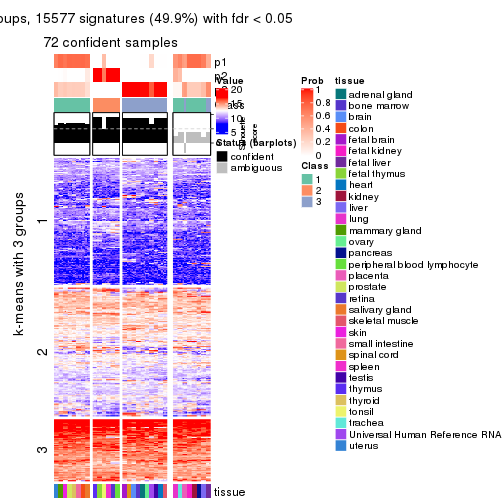 oups, 15577 signatures (49.9%) with fdr < 0.05
72 confident samples
p1
p2
Value
20
15
10
5
Silhouette
score
Status (barplots)
confident
ambiguous
k-means with 3 groups
1
2
3
tissue
Prob
1
0.8
0.6
0.4
0.2
0
Class
1
2
3
tissue
adrenal gland
bone marrow
brain
colon
fetal brain
fetal kidney
fetal liver
fetal thymus
heart
kidney
liver
lung
mammary gland
ovary
pancreas
peripheral blood lymphocyte
placenta
prostate
retina
salivary gland
skeletal muscle
skin
small intestine
spinal cord
spleen
testis
thymus
thyroid
tonsil
trachea
Universal Human Reference RNA
uterus